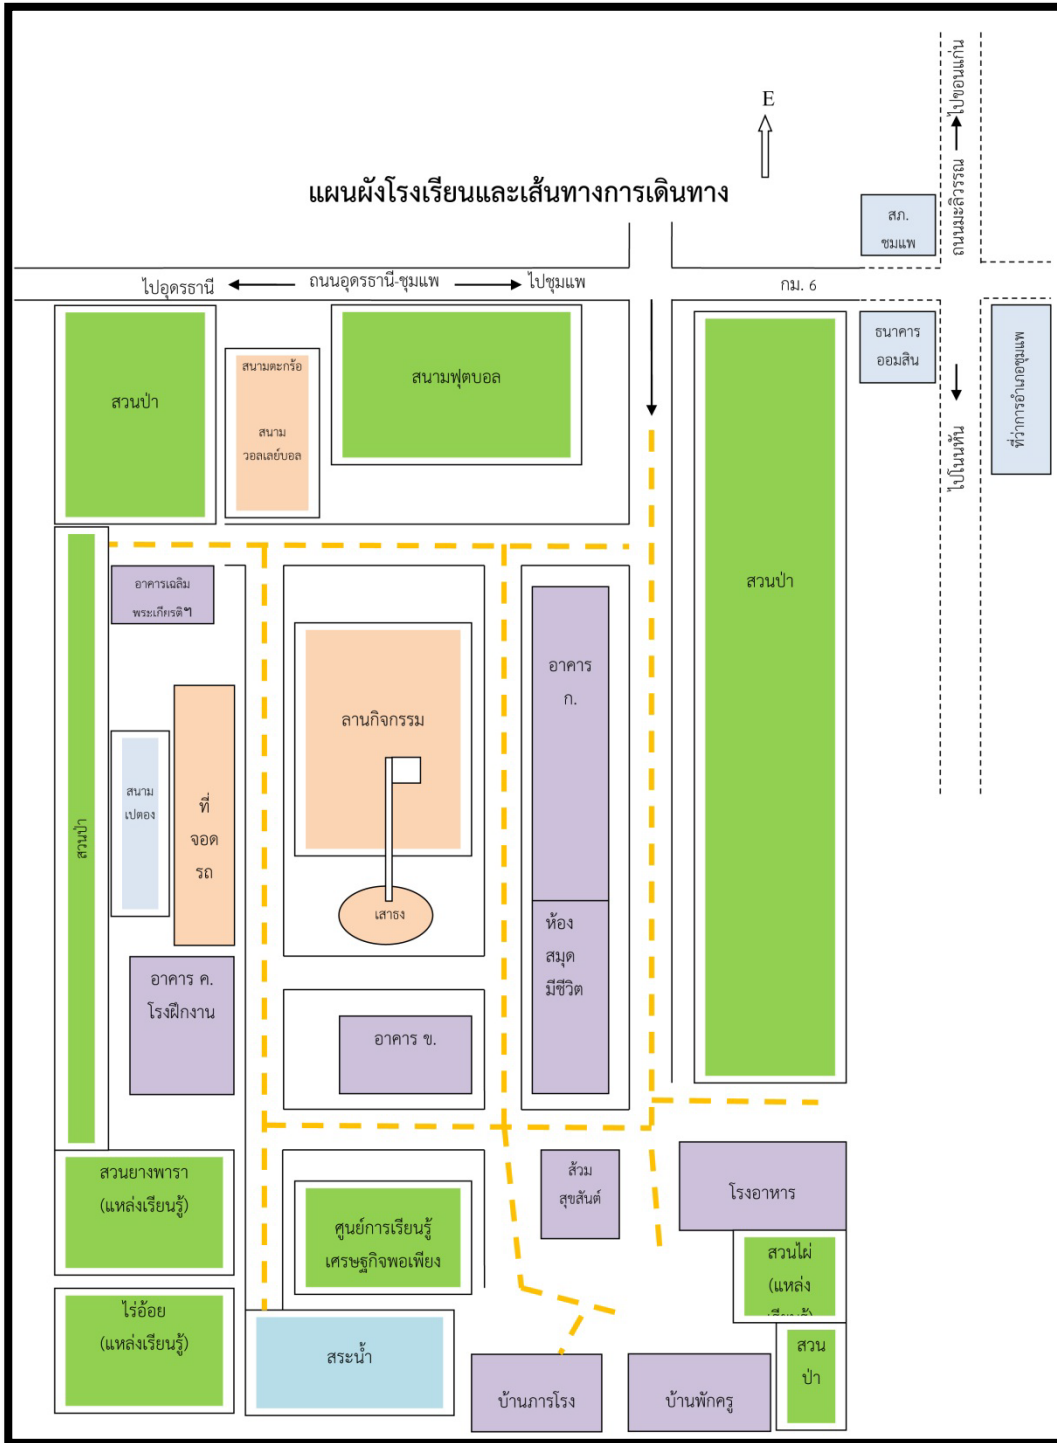 E
ไปขอนแก่น
ถนนมะลิวรรณ
แผนผังโรงเรียนและเส้นทางการเดินทาง
สภ.
ชมแพ
ไปอุดรธานี
ถนนอุดรธานี-ชุมแพ
ไปชุมแพ
กม. 6
ธนาคาร
ออมสิน
ที่ว่าการอำเภอชุมแพ
ไปโนนหัน
สวนป่า
สนามตะกร้อ
สนาม
วอลเลย์บอล
สนามฟุตบอล
สวนป่า
อาคารเฉลิม
พระเกียรติฯ
อาคาร
ก.
ลานกิจกรรม
สวนป่า
สนาม
เปตอง
ที่
จอด
รถ
เสาธง
ห้อง
สมุด
มีชีวิต
อาคาร ค.
โรงฝึกงาน
อาคาร ข.
สวนยางพารา
(แหล่งเรียนรู้)
ส้วม
สุขสันต์
โรงอาหาร
ศูนย์การเรียนรู้
เศรษฐกิจพอเพียง
สวนไผ่
(แหล่ง
ไร่อ้อย
(แหล่งเรียนรู้)
สระน้ำ
สวน
ป่า
บ้านภารโรง
บ้านพักครู